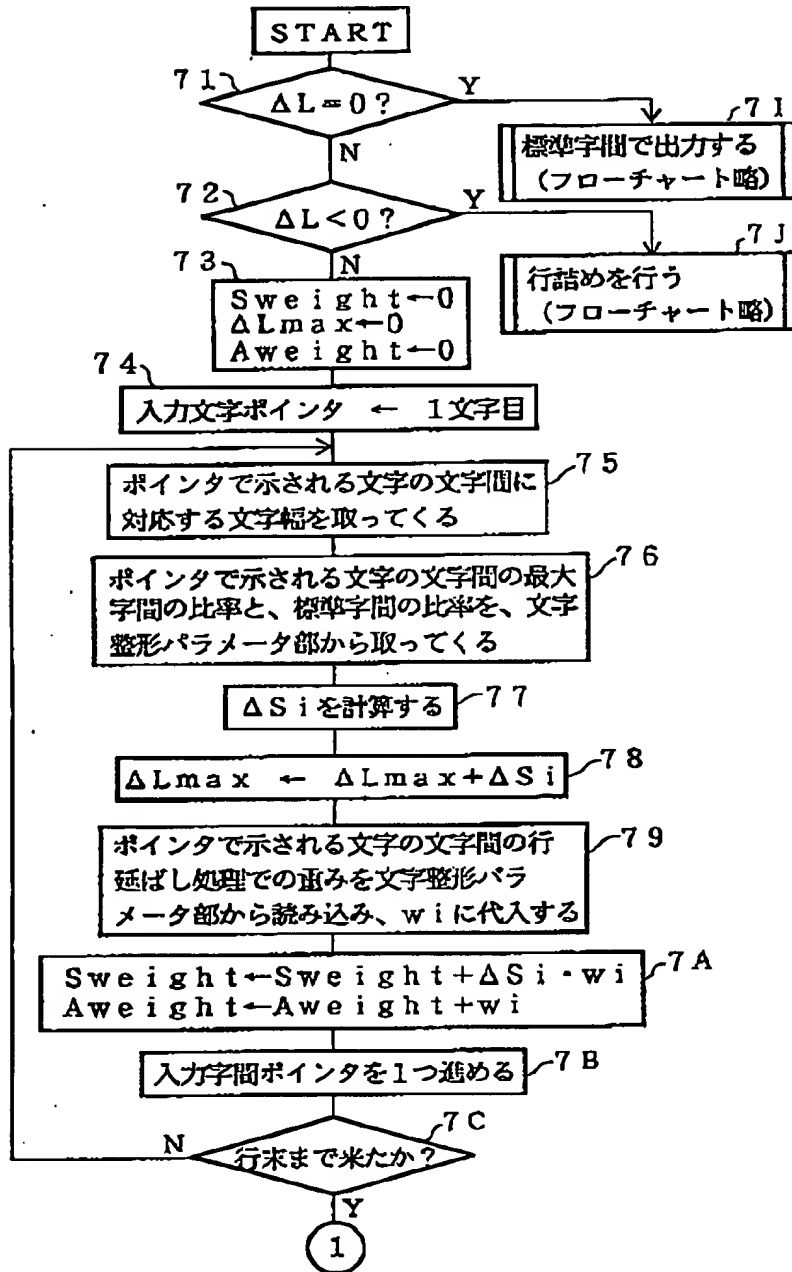 START
71
ΔL=0?
Y
7I
標準字間で出力する
(フローチャート略)
N
72
ΔL<0?
Y
7J
行詰めを行う
(フローチャート略)
N
73
Sweight←0
ΔLmax←0
Aweight←0
74
入力文字ポインタ ← 1文字目
75
ポインタで示される文字の文字間に
対応する文字幅を取ってくる
76
ポインタで示される文字の文字間の最大
字間の比率と、標準字間の比率を、文字
整形パラメータ部から取ってくる
77
ΔSiを計算する
78
ΔLmax ← ΔLmax+ΔSi
79
ポインタで示される文字の文字間の行
延ばし処理での重みを文字整形パラ
メータ部から読み込み、wiに代入する
7A
Sweight←Sweight+ΔSi・wi
Aweight←Aweight+wi
7B
入力字間ポインタを1つ進める
7C
N
行末まで来たか?
Y
1